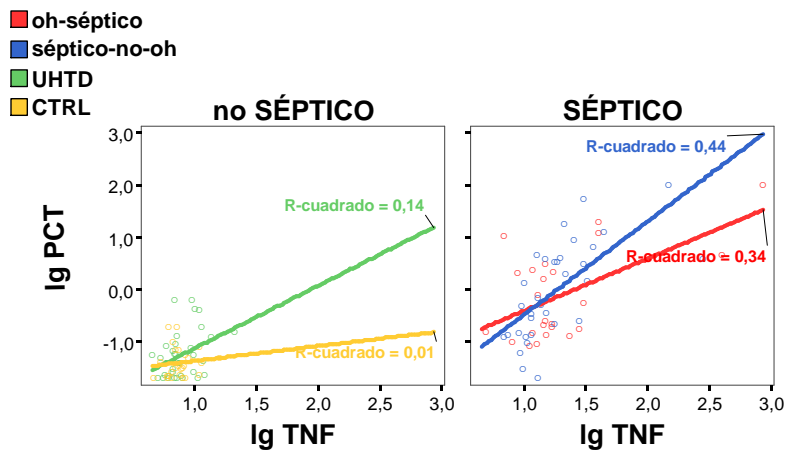 oh-séptico
séptico-no-oh
UHTD
CTRL
no SÉPTICO
SÉPTICO
lg PCT
3,0
2,0
1,0
0,0
-1,0
R-cuadrado = 0,14
R-cuadrado = 0,01
R-cuadrado = 0,44
R-cuadrado = 0,34
1,0
1,5
2,0
2,5
3,0
1,0
1,5
2,0
2,5
3,0
lg TNF
lg TNF